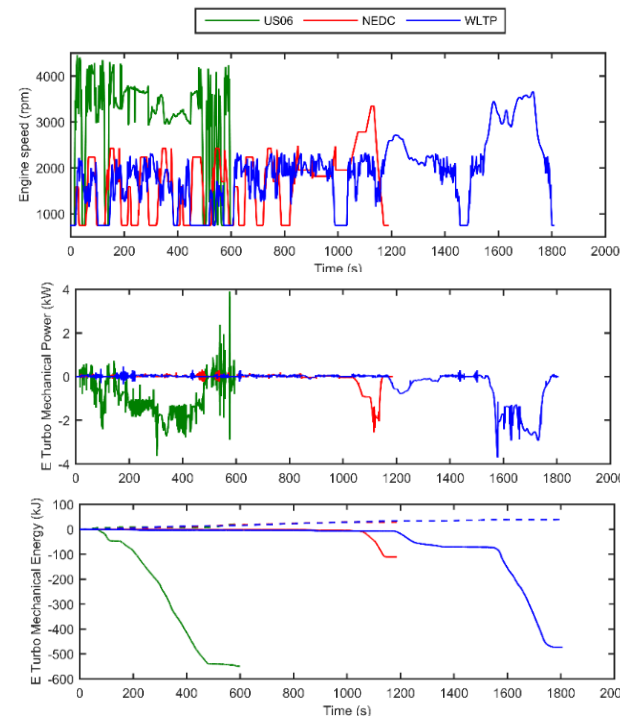 US06 NEDC WLTP
Engine speed (rpm)
4000
3000
2000
1000
0 200 400 600 800 1000 1200 1400 1600 1800 2000
Time (s)
E Turbo Mechanical Power (kW)
4
2
0
-2
-4
0 200 400 600 800 1000 1200 1400 1600 1800 2000
Time (s)
E Turbo Mechanical Energy (kJ)
100
0
-100
-200
-300
-400
-500
-600
0 200 400 600 800 1000 1200 1400 1600 1800 2000
Time (s)